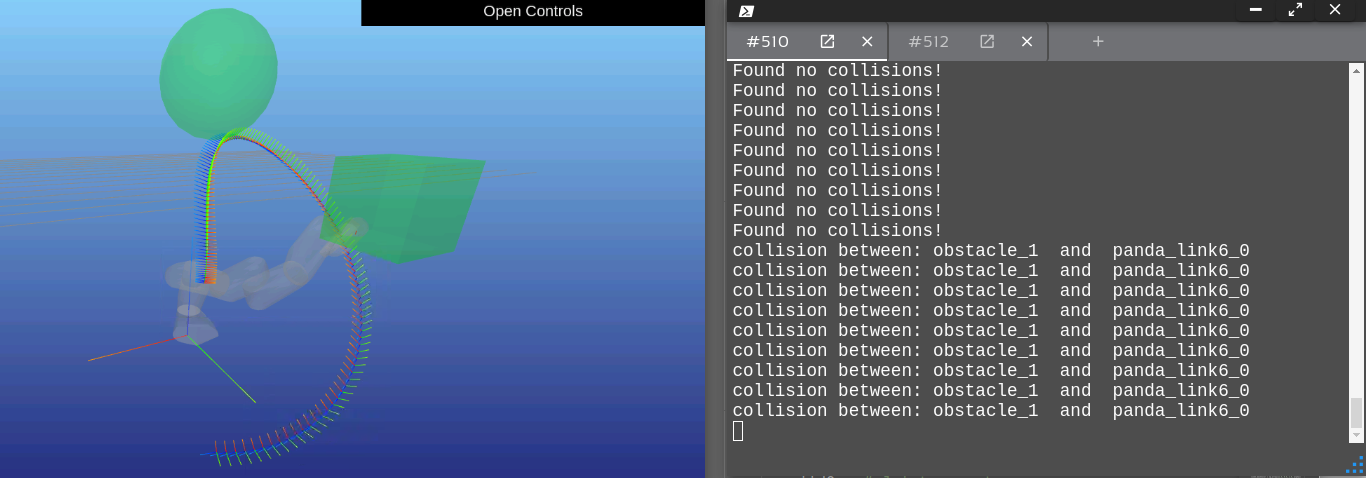 Open Controls
#510
#512
Found no collisions!
Found no collisions!
Found no collisions!
Found no collisions!
Found no collisions!
Found no collisions!
Found no collisions!
Found no collisions!
Found no collisions!
collision between: obstacle_1  and  panda_link6_0
collision between: obstacle_1  and  panda_link6_0
collision between: obstacle_1  and  panda_link6_0
collision between: obstacle_1  and  panda_link6_0
collision between: obstacle_1  and  panda_link6_0
collision between: obstacle_1  and  panda_link6_0
collision between: obstacle_1  and  panda_link6_0
collision between: obstacle_1  and  panda_link6_0
collision between: obstacle_1  and  panda_link6_0